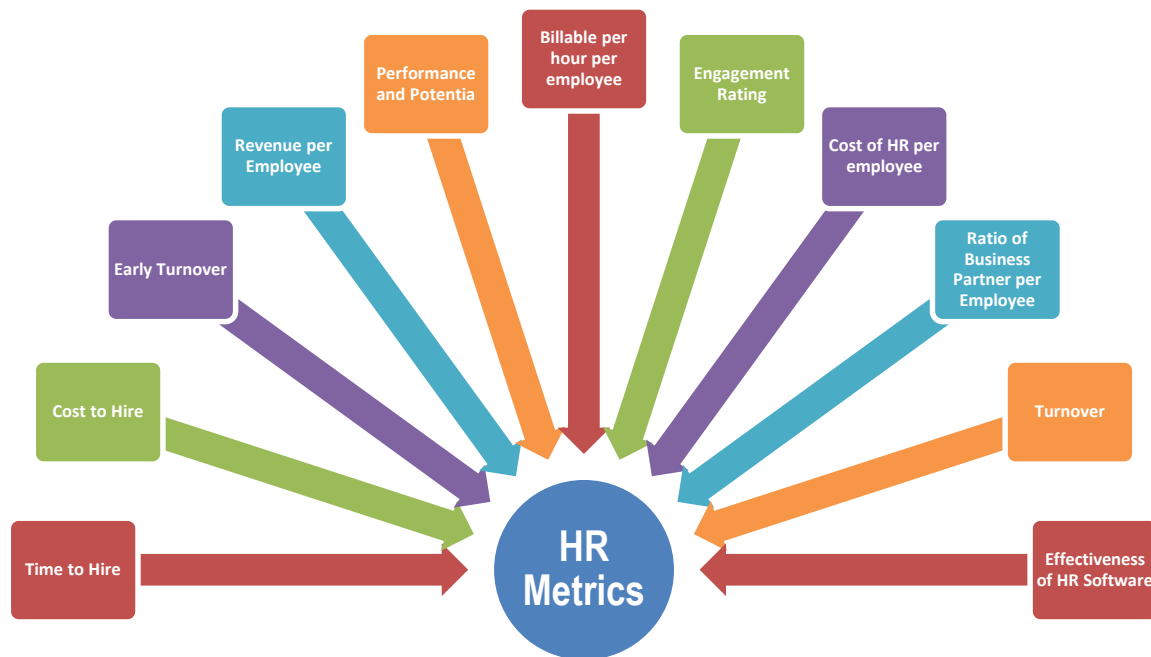 Billable per
hour per
employee
Performance
and Potentia
Engagement
Rating
Revenue per
Employee
Cost of HR per
employee
Early Turnover
Ratio of
Business
Partner per
Employee
Cost to Hire
Turnover
Time to Hire
HR
Metrics
Effectiveness
of HR Software